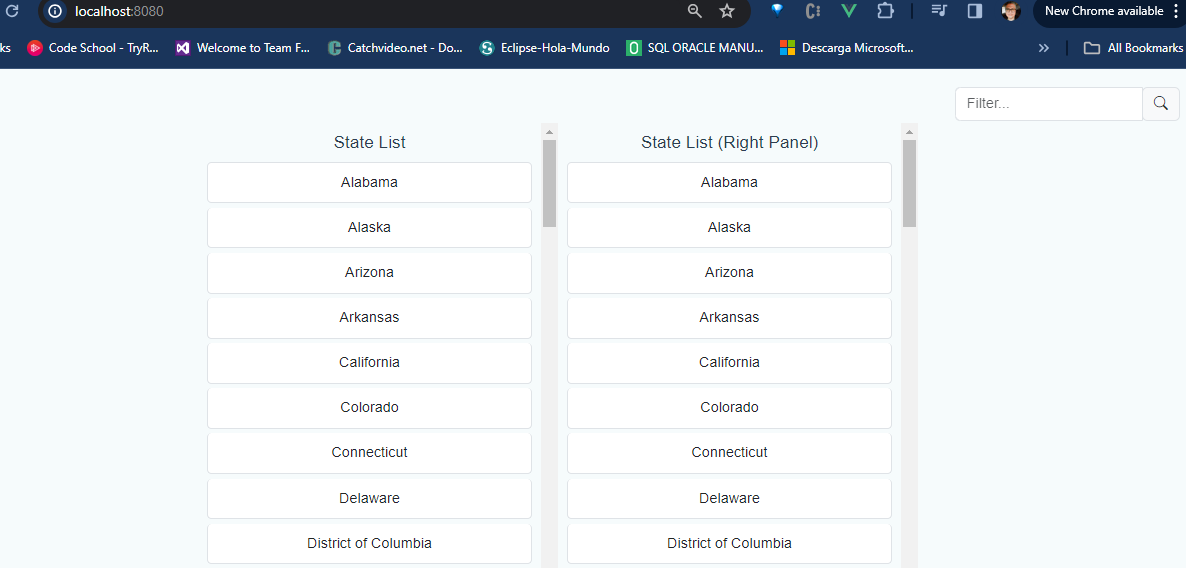 localhost:8080
New Chrome available
ks
Code School - TryR...
Welcome to Team F...
Catchvideo.net - Do...
Eclipse-Hola-Mundo
SQL ORACLE MANU...
Descarga Microsoft...
»
All Bookmarks
Filter...
State List
Alabama
Alaska
Arizona
Arkansas
California
Colorado
Connecticut
Delaware
District of Columbia
State List (Right Panel)
Alabama
Alaska
Arizona
Arkansas
California
Colorado
Connecticut
Delaware
District of Columbia